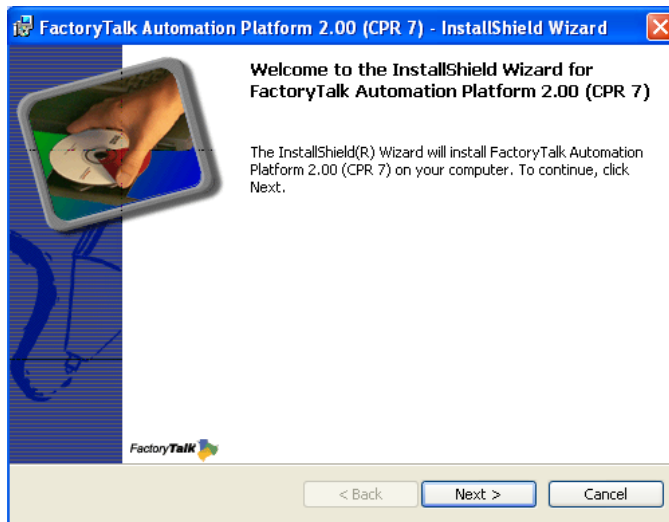 FactoryTalk Automation Platform 2.00 (CPR 7) - InstallShield Wizard
Welcome to the InstallShield Wizard for
FactoryTalk Automation Platform 2.00 (CPR 7)
The InstallShield(R) Wizard will install FactoryTalk Automation
Platform 2.00 (CPR 7) on your computer. To continue, click
Next.
FactoryTalk
< Back
Next >
Cancel